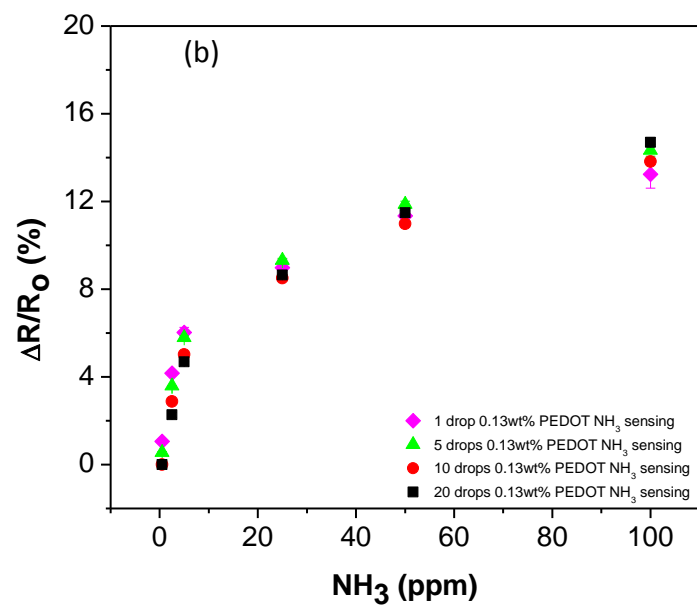 (b)
20
16
12
8
4
0
ΔR/R₀ (%)
1 drop 0.13wt% PEDOT NH₃ sensing
5 drops 0.13wt% PEDOT NH₃ sensing
10 drops 0.13wt% PEDOT NH₃ sensing
20 drops 0.13wt% PEDOT NH₃ sensing
0 20 40 60 80 100
NH₃ (ppm)